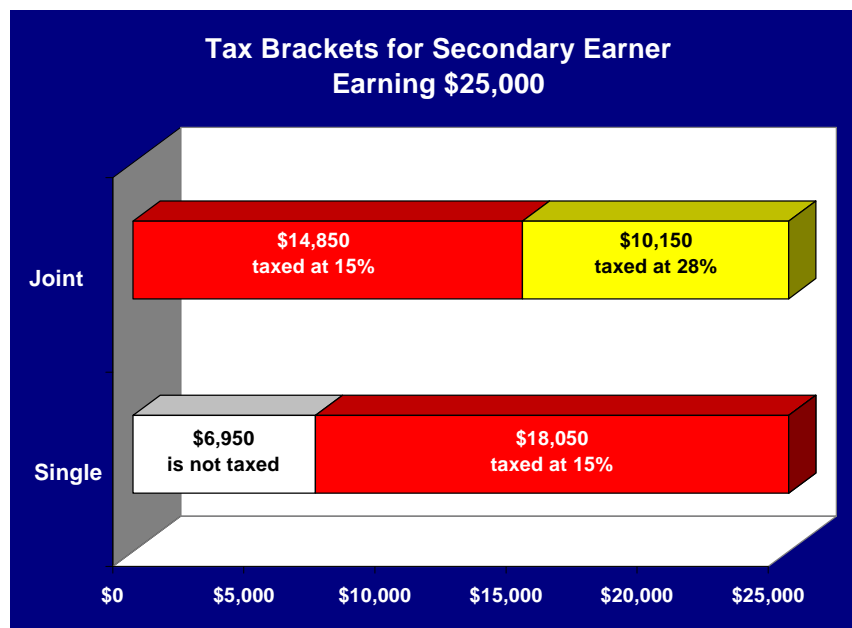 Tax Brackets for Secondary Earner
Earning $25,000
Joint
$14,850
taxed at 15%
$10,150
taxed at 28%
Single
$6,950
is not taxed
$18,050
taxed at 15%
$0 $5,000 $10,000 $15,000 $20,000 $25,000